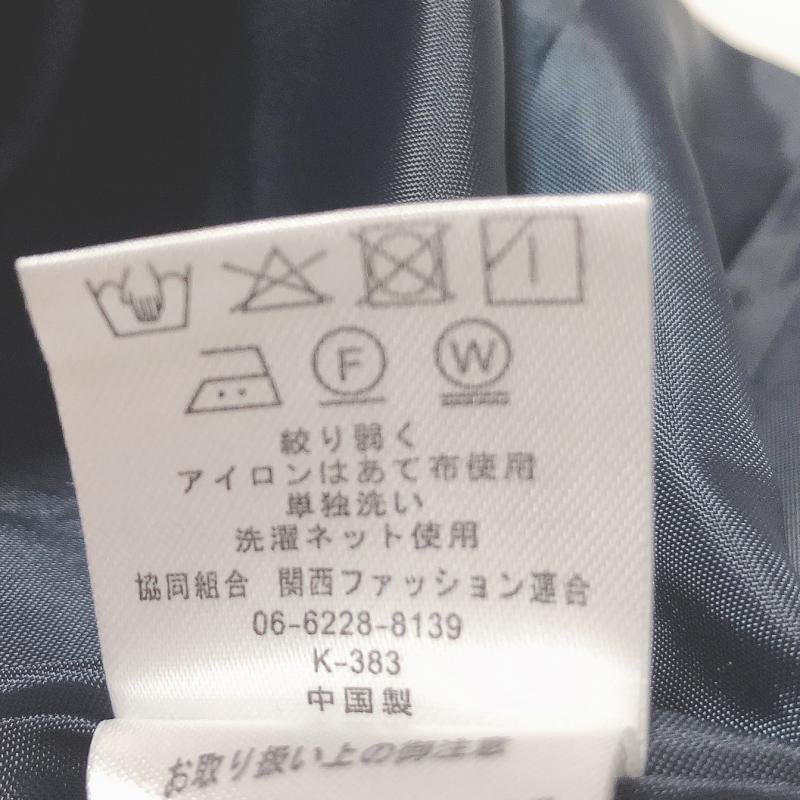 F W
絞り弱く
アイロンはあて布使用
単独洗い
洗濯ネット使用
協同組合 関西ファッション連合
06-6228-8139
K-383
中国製
お取り扱い上の御注意